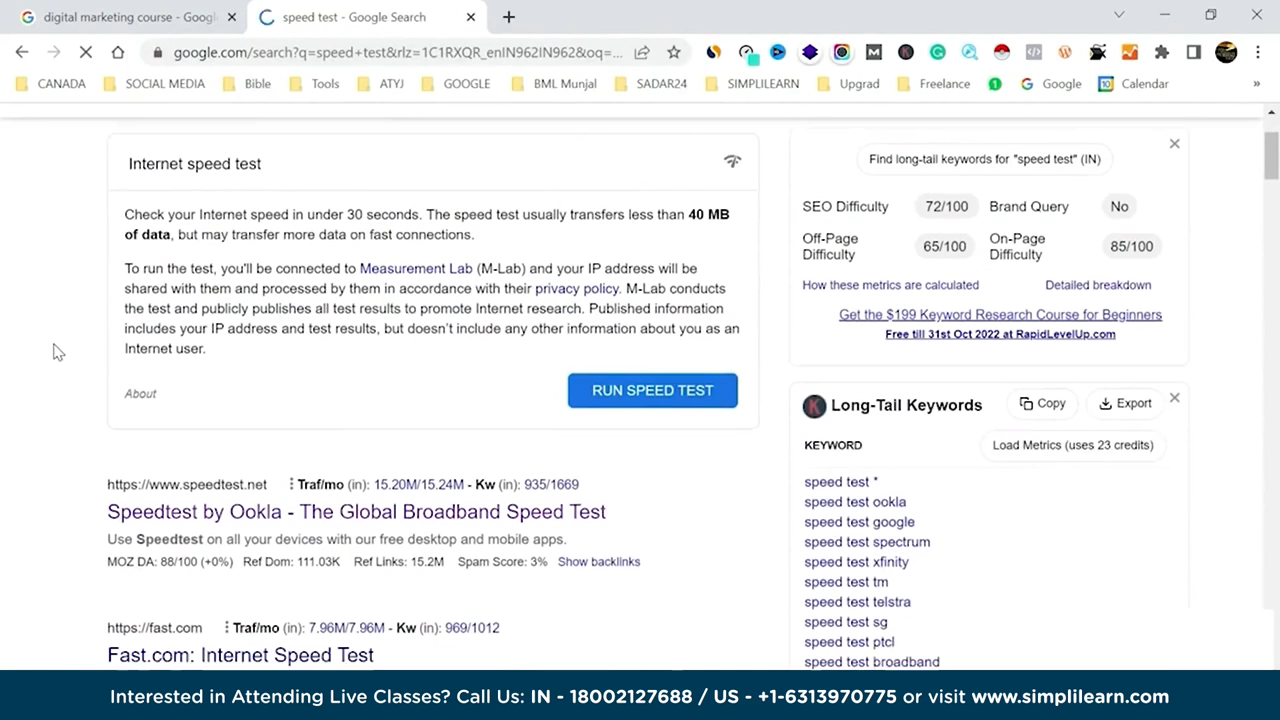 digital marketing course - Googl
speed test - Google Search
google.com/search?q=speed+test&rlz=1C1RXQR_enIN962IN962&oq=...
CANADA
SOCIAL MEDIA
Bible
Tools
ATYJ
GOOGLE
BML Munjal
SADAR24
SIMPLILEARN
Upgrad
Freelance
Google
Calendar
Internet speed test
Check your Internet speed in under 30 seconds. The speed test usually transfers less than 40 MB
of data, but may transfer more data on fast connections.
To run the test, you'll be connected to Measurement Lab (M-Lab) and your IP address will be
shared with them and processed by them in accordance with their privacy policy. M-Lab conducts
the test and publicly publishes all test results to promote Internet research. Published information
includes your IP address and test results, but doesn't include any other information about you as an
Internet user.
About
RUN SPEED TEST
https://www.speedtest.net Traf/mo (in): 15.20M/15.24M - Kw (in): 935/1669
Speedtest by Ookla - The Global Broadband Speed Test
Use Speedtest on all your devices with our free desktop and mobile apps.
MOZ DA: 88/100 (+0%) Ref Dom: 111.03K Ref Links: 15.2M Spam Score: 3% Show backlinks
https://fast.com Traf/mo (in): 7.96M/7.96M - Kw (in): 969/1012
Fast.com: Internet Speed Test
Find long-tail keywords for "speed test" (IN)
SEO Difficulty 72/100 Brand Query No
Off-Page Difficulty 65/100 On-Page Difficulty 85/100
How these metrics are calculated Detailed breakdown
Get the $199 Keyword Research Course for Beginners
Free till 31st Oct 2022 at RapidLevelUp.com
K Long-Tail Keywords Copy Export
KEYWORD Load Metrics (uses 23 credits)
speed test *
speed test ookla
speed test google
speed test spectrum
speed test xfinity
speed test tm
speed test telstra
speed test sg
speed test ptcl
speed test broadband
Interested in Attending Live Classes? Call Us: IN - 18002127688 / US - +1-6313970775 or visit www.simplilearn.com